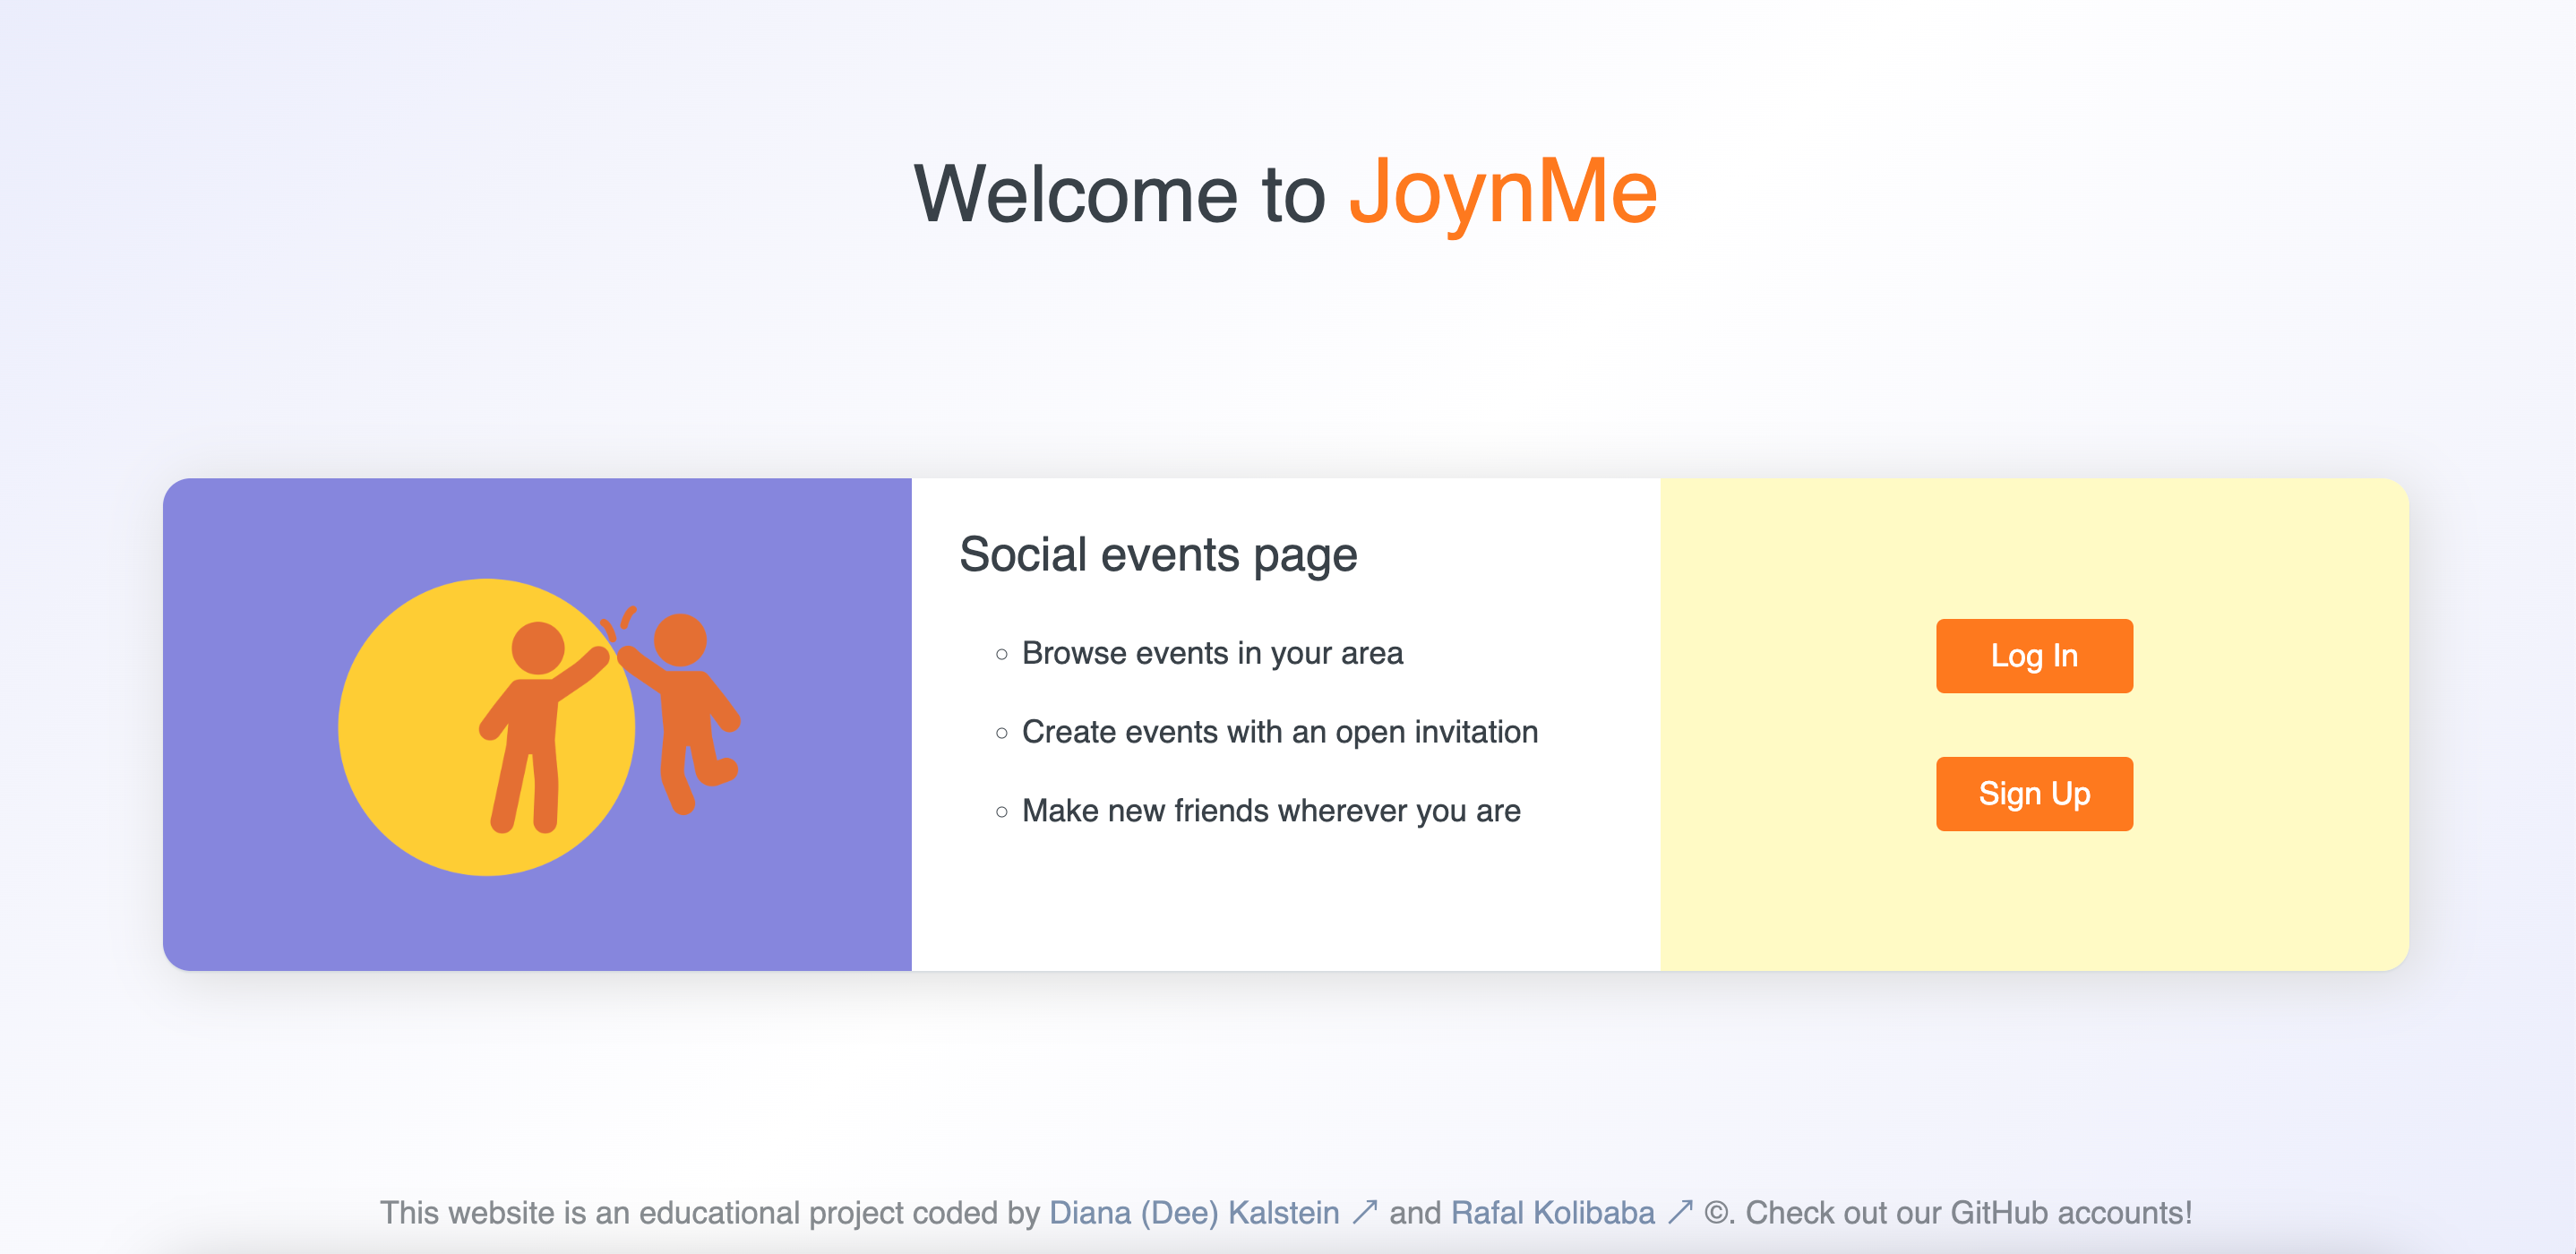 Welcome to JoynMe
Social events page
Browse events in your area
Create events with an open invitation
Make new friends wherever you are
Log In
Sign Up
This website is an educational project coded by Diana (Dee) Kalstein ↗ and Rafal Kolibaba ↗ ©. Check out our GitHub accounts!